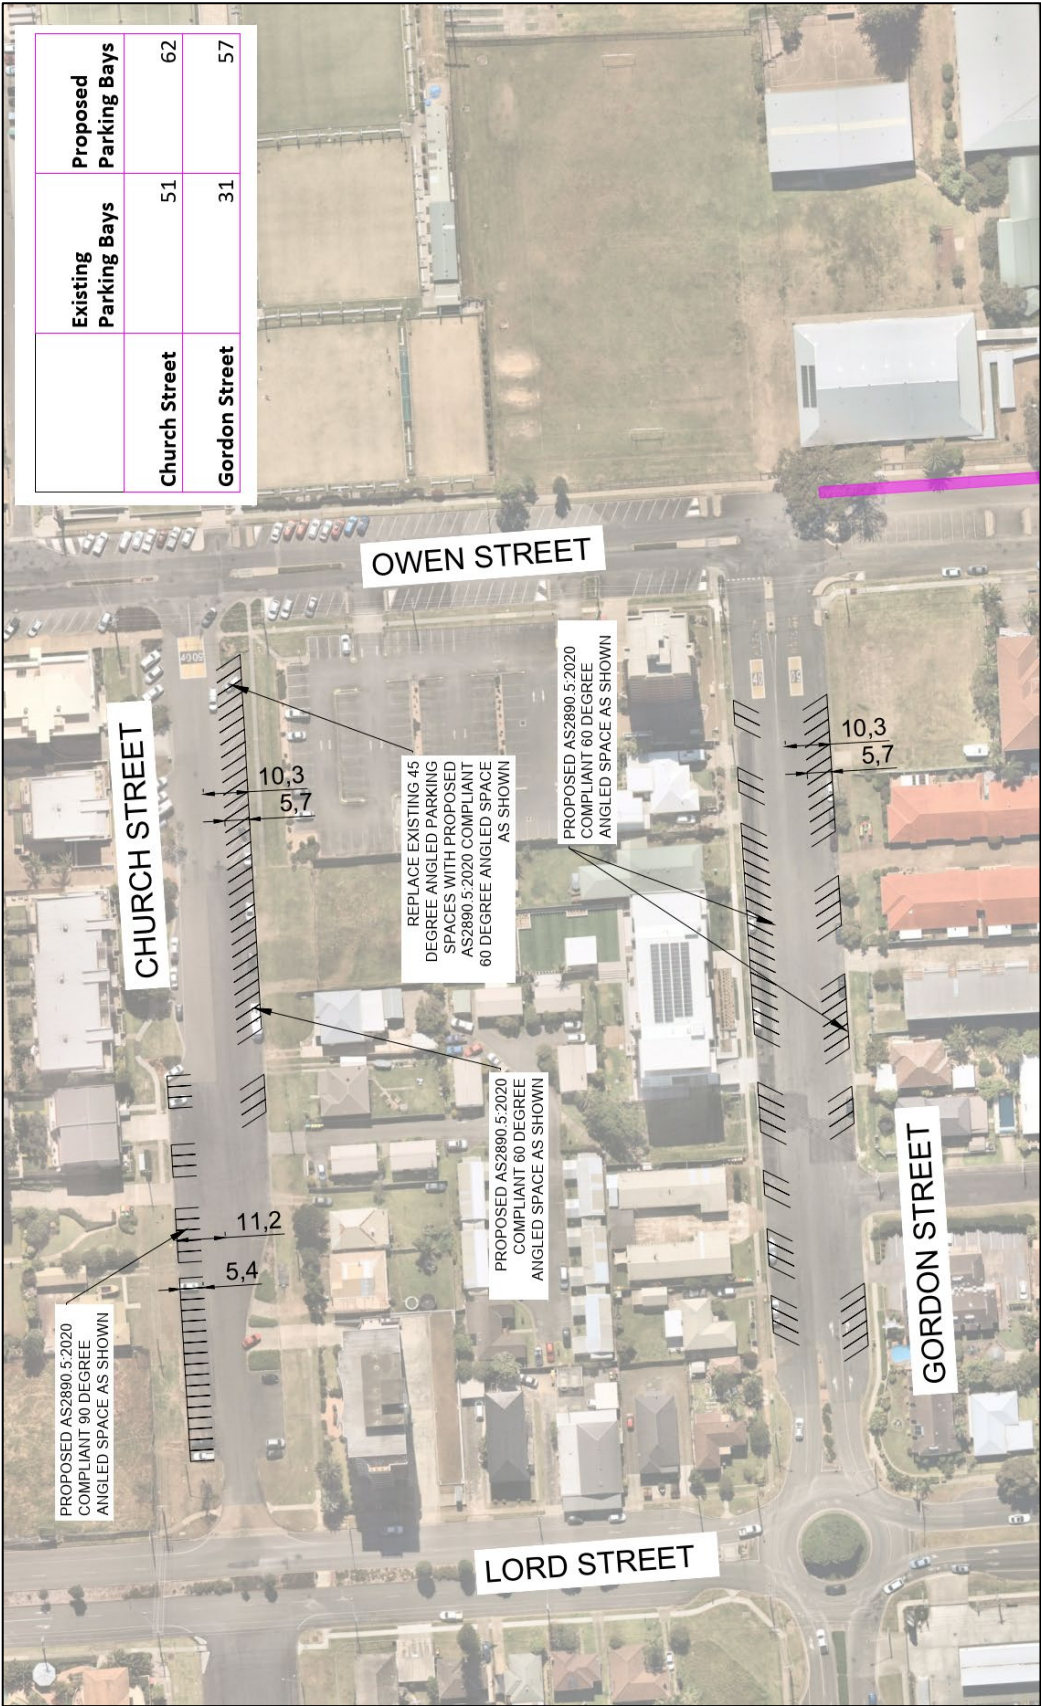 Existing
Parking Bays
Proposed
Parking Bays
Church Street 51 62
Gordon Street 31 57
OWEN STREET
CHURCH STREET
10,3
5,7
REPLACE EXISTING 45
DEGREE ANGLED PARKING
SPACES WITH PROPOSED
AS2890.5:2020 COMPLIANT
60 DEGREE ANGLED SPACE
AS SHOWN
PROPOSED AS2890.5:2020
COMPLIANT 60 DEGREE
ANGLED SPACE AS SHOWN
10,3
5,7
PROPOSED AS2890.5:2020
COMPLIANT 60 DEGREE
ANGLED SPACE AS SHOWN
11,2
5,4
PROPOSED AS2890.5:2020
COMPLIANT 90 DEGREE
ANGLED SPACE AS SHOWN
GORDON STREET
LORD STREET